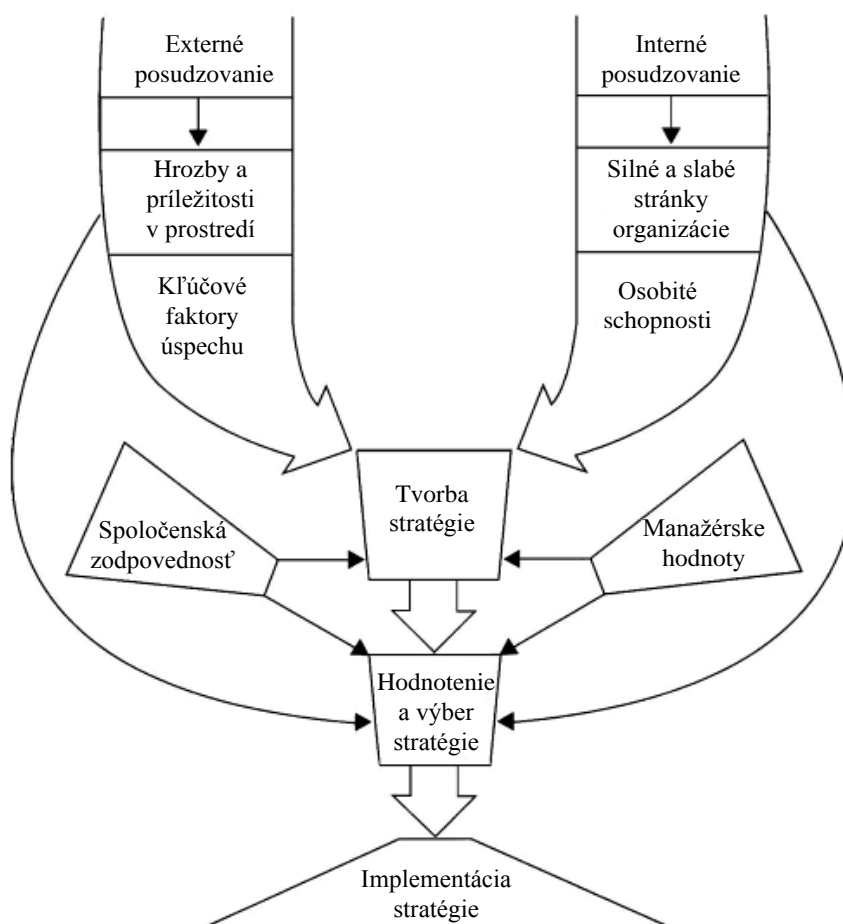 Externé
posudzovanie
Interné
posudzovanie
Hrozby a
príležitosti
v prostredí
Silné a slabé
stránky
organizácie
Kľúčové
faktory
úspechu
Osobité
schopnosti
Tvorba
stratégie
Spoločenská
zodpovednosť
Manažérske
hodnoty
Hodnotenie
a výber
stratégie
Implementácia
stratégie